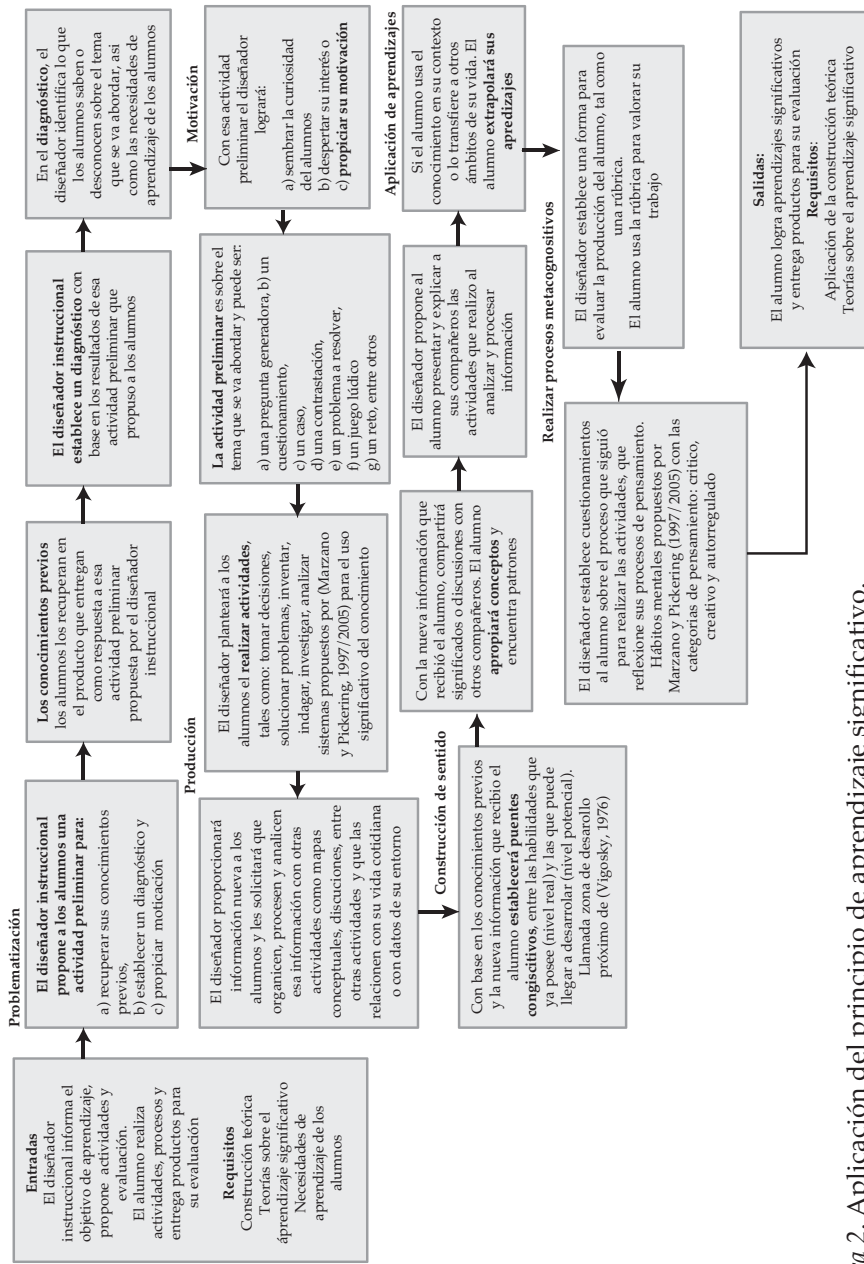 Entradas
El diseñador
instruccional informa el
objetivo de aprendizaje,
propone actividades y
evaluación.
El alumno realiza
actividades, procesos y
entrega productos para
su evaluación
Requisitos
Construcción teórica
Teorías sobre el
áprendizaje significativo
Necesidades de
aprendizaje de los
alumnos
Problematización
El diseñador instruccional
propone a los alumnos una
actividad preliminar para:
a) recuperar sus conocimientos
previos,
b) establecer un diagnóstico y
c) propiciar moticación
Los conocimientos previos
los alumnos los recuperan en
el producto que entregan
como respuesta a esa
actividad preliminar
propuesta por el diseñador
instruccional
El diseñador instruccional
establece un diagnóstico con
base en los resultados de esa
actividad preliminar que
propuso a los alumnos
En el diagnóstico, el
diseñador identifica lo que
los alumnos saben o
desconocen sobre el tema
que se va abordar, asi
como las necesidades de
aprendizaje de los alumnos
Motivación
Con esa actividad
preliminar el diseñador
logrará:
a) sembrar la curiosidad
del alumnos
b) despertar su interés o
c) propiciar su motivación
La actividad preliminar es sobre el
tema que se va abordar y puede ser:
a) una pregunta generadora, b) un
cuestionamiento,
c) un caso,
d) una contrastación,
e) un problema a resolver,
f) un juego lúdico
g) un reto, entre otros
Producción
El diseñador planteará a los
alumnos el realizar actividades,
tales como: tomar decisiones,
solucionar problemas, inventar,
indagar, investigar, analizar
sistemas propuestos por (Marzano
y Pickering, 1997/2005) para el uso
significativo del conocimiento
El diseñador proporcionará
información nueva a los
alumnos y les solicitará que
organicen, procesen y analicen
esa información con otras
actividades como mapas
conceptuales, discuciones, entre
otras actividades y que las
relacionen con su vida cotidiana
o con datos de su entorno
Construcción de sentido
Con base en los conocimientos previos
y la nueva información que recibio el
alumno establecerá puentes
congiscitivos, entre las habilidades que
ya posee (nivel real) y las que puede
llegar a desarrolar (nivel potencial).
Llamada zona de desarollo
próximo de (Vigosky, 1976)
Con la nueva información que
recibió el alumno, compartirá
significados o discusiones con
otros compañeros. El alumno
apropiará conceptos y
encuentra patrones
El diseñador propone al
alumno presentar y explicar a
sus compañeros las
actividades que realizo al
analizar y procesar
información
Aplicación de aprendizajes
Si el alumno usa el
conocimiento en su contexto
o lo transfiere a otros
ámbitos de su vida. El
alumno extrapolará sus
apredizajes
Realizar procesos metacognositivos
El diseñador establece una forma para
evaluar la producción del alumno, tal como
una rúbrica.
El alumno usa la rúbrica para valorar su
trabajo
El diseñador establece cuestionamientos
al alumno sobre el proceso que siguió
para realizar las actividades, que
reflexione sus procesos de pensamiento.
Hábitos mentales propuestos por
Marzano y Pickering (1997/2005) con las
categorias de pensamiento: critico,
creativo y autorregulado
Salidas:
El alumno logra aprendizajes significativos
y entrega productos para su evaluación
Requisitos:
Aplicación de la construcción teórica
Teorías sobre el aprendizaje significativo
2. Aplicación del principio de aprendizaje significativo.